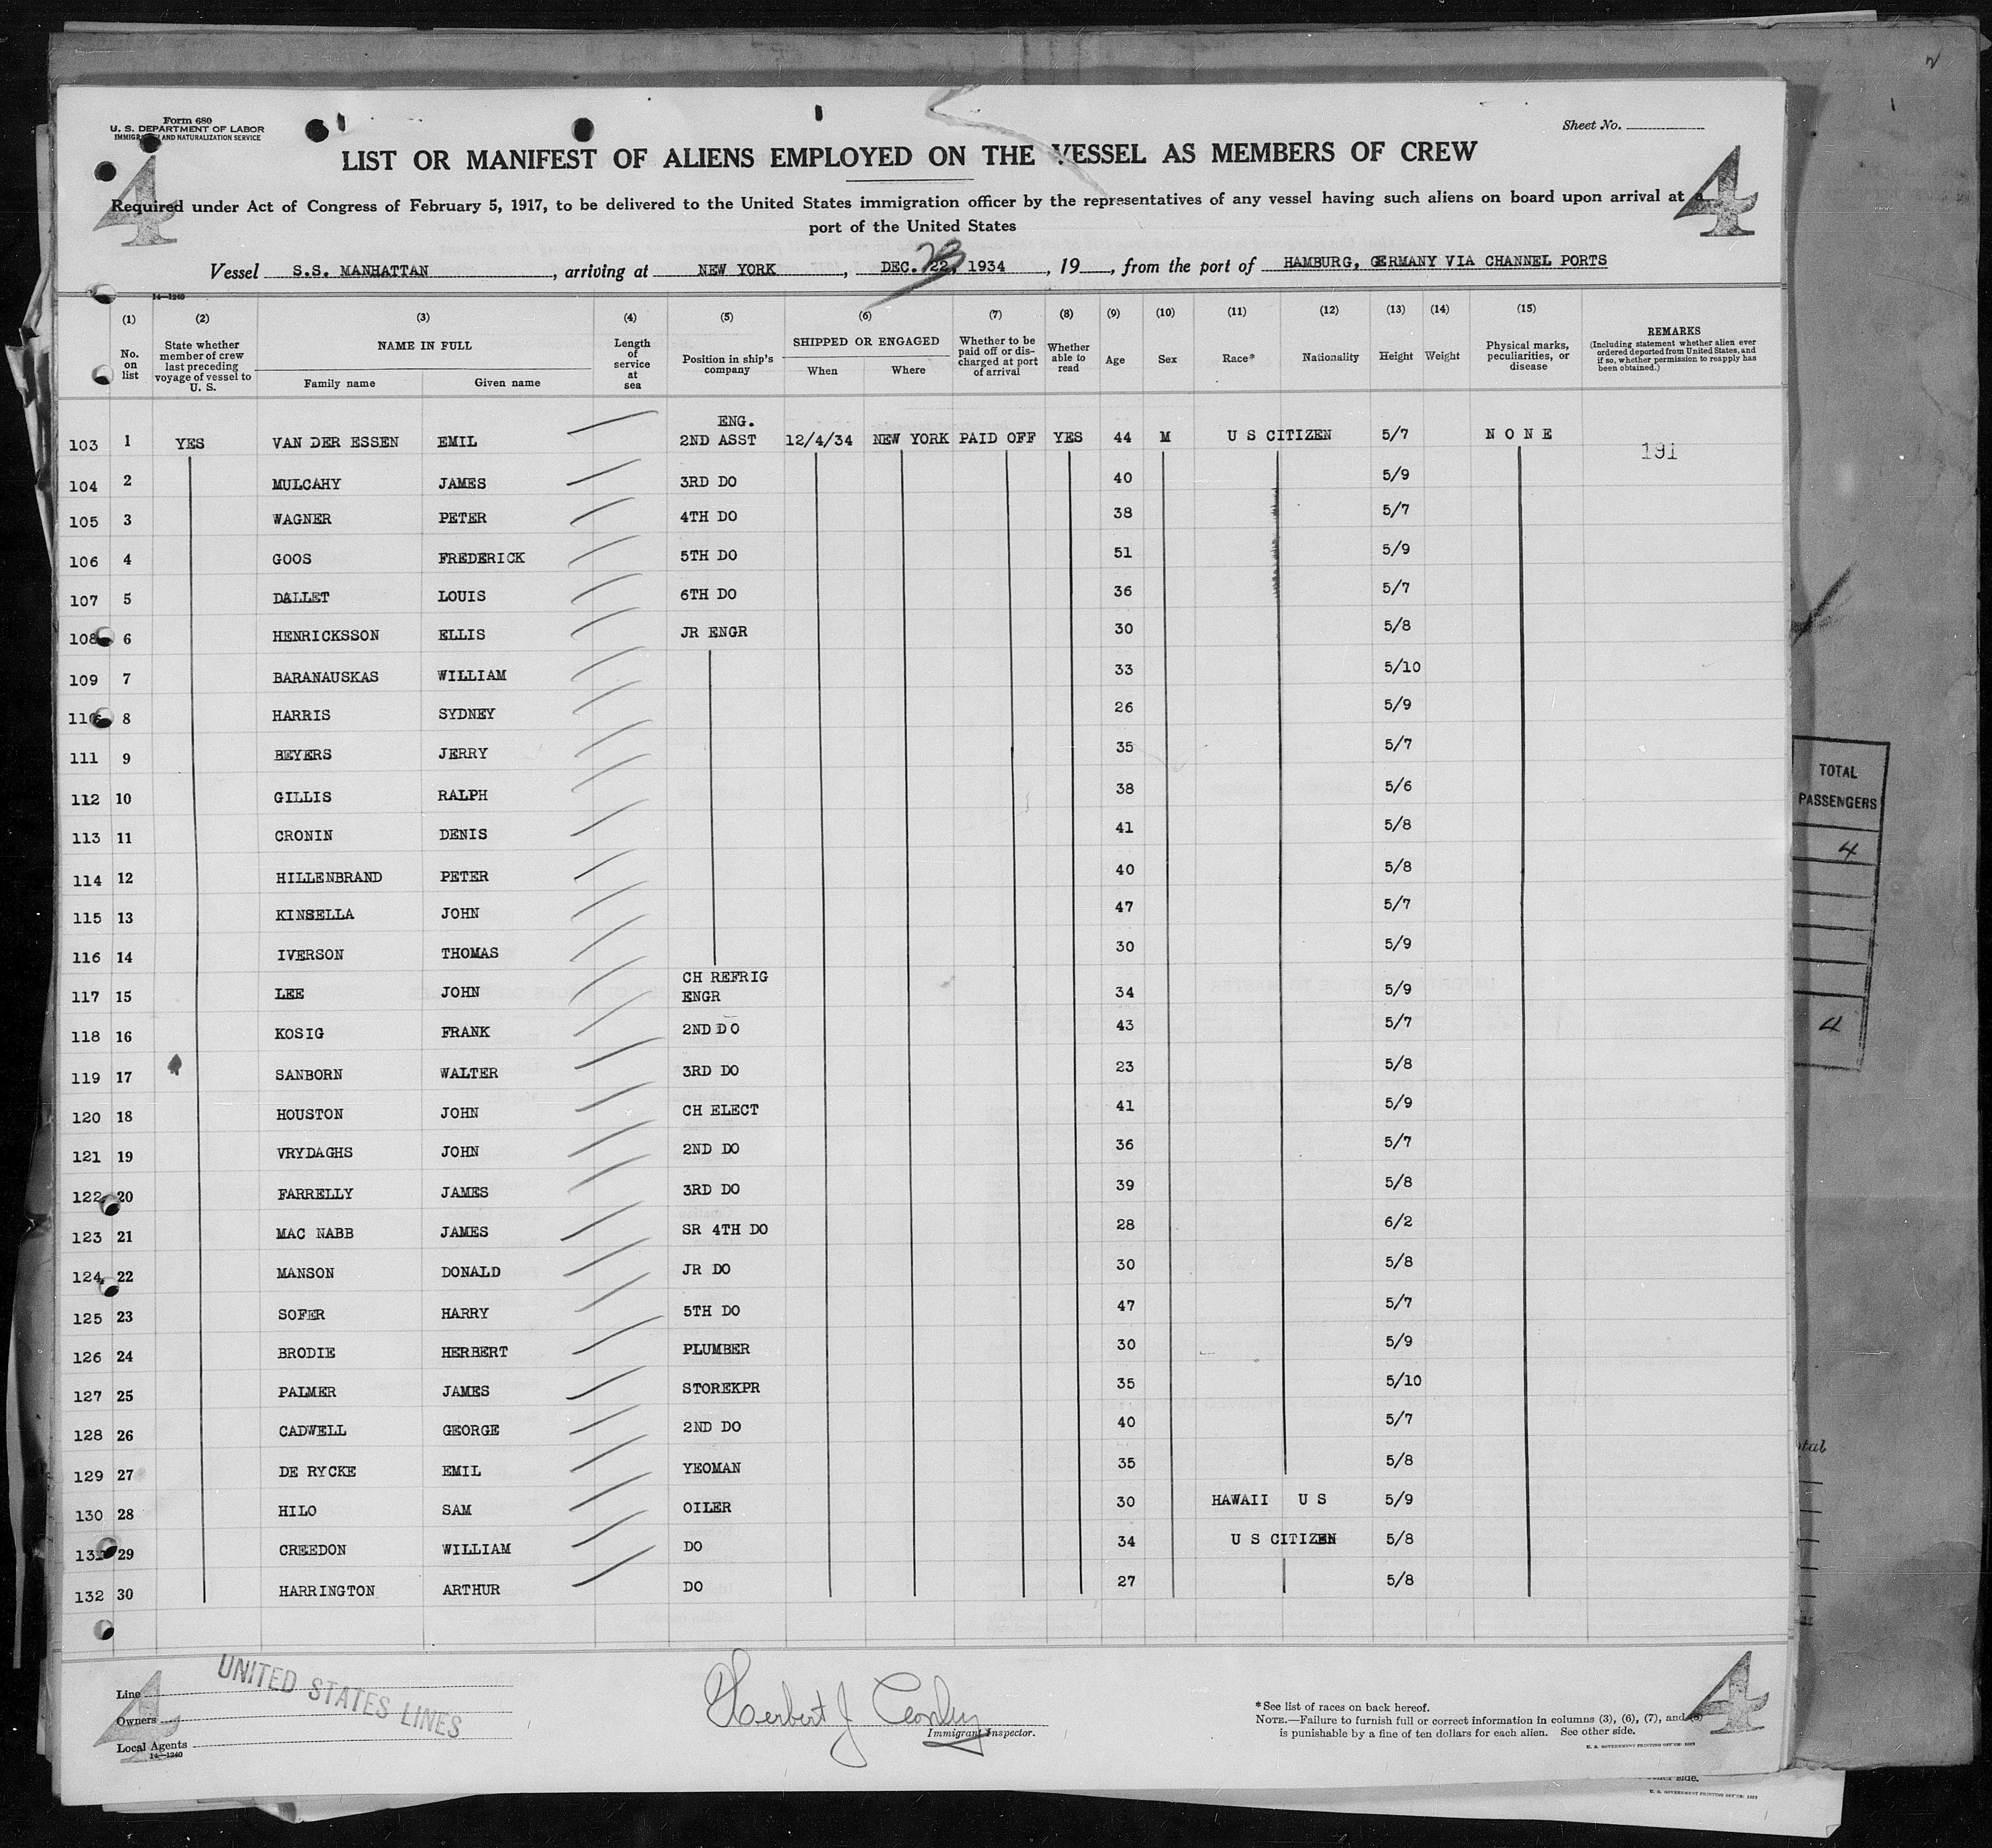 Form 680
U. S. DEPARTMENT OF LABOR
IMMIGRATION AND NATURALIZATION SERVICE
Sheet No.
4 4
LIST OR MANIFEST OF ALIENS EMPLOYED ON THE VESSEL AS MEMBERS OF CREW
Required under Act of Congress of February 5, 1917, to be delivered to the United States immigration officer by the representatives of any vessel having such aliens on board upon arrival at a
port of the United States
Vessel S.S. MANHATTAN, arriving at NEW YORK, DEC. 22, 1934, 19, from the port of HAMBURG, GERMANY VIA CHANNEL PORTS
23
14—1240
(1) (2) (3) (4) (5) (6) (7) (8) (9) (10) (11) (12) (13) (14) (15)
No. on list
State whether member of crew last preceding voyage of vessel to U. S.
NAME IN FULL
Family name Given name
Length of service at sea
Position in ship's company
SHIPPED OR ENGAGED
When Where
Whether to be paid off or discharged at port of arrival
Whether able to read
Age
Sex
Race*
Nationality
Height
Weight
Physical marks, peculiarities, or disease
REMARKS
(Including statement whether alien ever ordered deported from United States, and if so, whether permission to reapply has been obtained.)
103 1 YES VAN DER ESSEN EMIL ENG. 2ND ASST 12/4/34 NEW YORK PAID OFF YES 44 M U S CITIZEN 5/7 N O N E
191
104 2 MULCAHY JAMES 3RD DO 40 5/9
105 3 WAGNER PETER 4TH DO 38 5/7
106 4 GOOS FREDERICK 5TH DO 51 5/9
107 5 DALLET LOUIS 6TH DO 36 5/7
108 6 HENRICKSSON ELLIS JR ENGR 30 5/8
109 7 BARANAUSKAS WILLIAM 33 5/10
110 8 HARRIS SYDNEY 26 5/9
111 9 BEYERS JERRY 35 5/7
112 10 GILLIS RALPH 38 5/6
113 11 CRONIN DENIS 41 5/8
114 12 HILLENBRAND PETER 40 5/8
115 13 KINSELLA JOHN 47 5/7
116 14 IVERSON THOMAS 30 5/9
117 15 LEE JOHN CH REFRIG ENGR 34 5/9
118 16 KOSIG FRANK 2ND DO 43 5/7
119 17 SANBORN WALTER 3RD DO 23 5/8
120 18 HOUSTON JOHN CH ELECT 41 5/9
121 19 VRYDAGHS JOHN 2ND DO 36 5/7
122 20 FARRELLY JAMES 3RD DO 39 5/8
123 21 MAC NABB JAMES SR 4TH DO 28 6/2
124 22 MANSON DONALD JR DO 30 5/8
125 23 SOFER HARRY 5TH DO 47 5/7
126 24 BRODIE HERBERT PLUMBER 30 5/9
127 25 PALMER JAMES STOREKPR 35 5/10
128 26 CADWELL GEORGE 2ND DO 40 5/7
129 27 DE RYCKE EMIL YEOMAN 35 5/8
130 28 HILO SAM OILER 30 HAWAII U S 5/9
131 29 CREEDON WILLIAM DO 34 U S CITIZEN 5/8
132 30 HARRINGTON ARTHUR DO 27 5/8
TOTAL
PASSENGERS
4
4
Line
Owners
Local Agents
14—1240
UNITED STATES LINES
4 4
Herbert J
Immigrant Inspector.
*See list of races on back hereof.
NOTE.—Failure to furnish full or correct information in columns (3), (6), (7), and (8)
is punishable by a fine of ten dollars for each alien. See other side.
U. S. GOVERNMENT PRINTING OFFICE:
side.
U. S. GOVERNMENT PRINTING OFFICE: